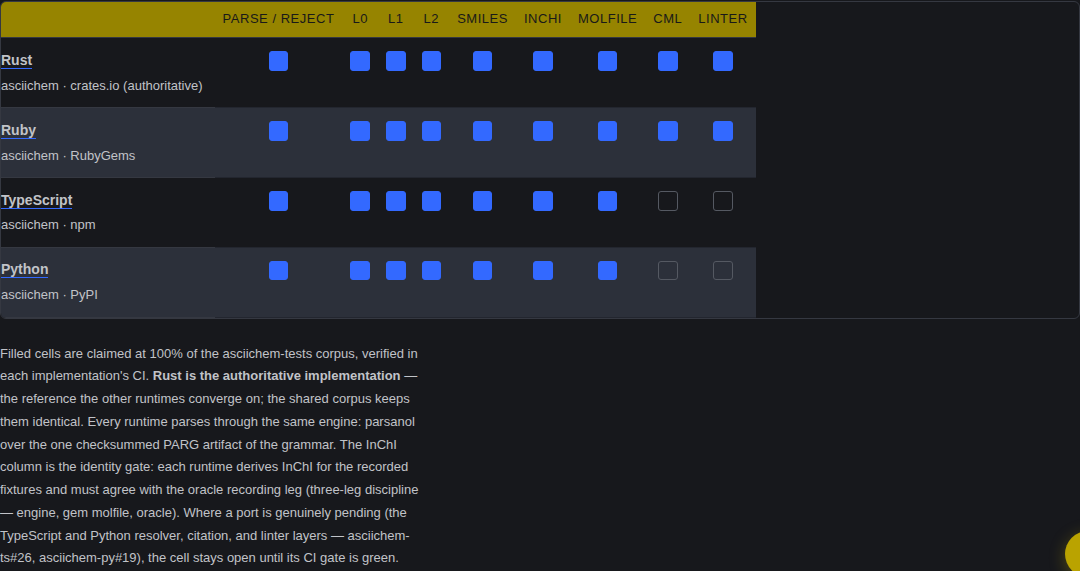 PARSE / REJECT L0 L1 L2 SMILES INCHI MOLFILE CML LINTER
Rust
asciichem · crates.io (authoritative)
Ruby
asciichem · RubyGems
TypeScript
asciichem · npm
Python
asciichem · PyPI
Filled cells are claimed at 100% of the asciichem-tests corpus, verified in
each implementation's CI. Rust is the authoritative implementation —
the reference the other runtimes converge on; the shared corpus keeps
them identical. Every runtime parses through the same engine: parsanol
over the one checksummed PARG artifact of the grammar. The InChI
column is the identity gate: each runtime derives InChI for the recorded
fixtures and must agree with the oracle recording leg (three-leg discipline
— engine, gem molfile, oracle). Where a port is genuinely pending (the
TypeScript and Python resolver, citation, and linter layers — asciichem-
ts#26, asciichem-py#19), the cell stays open until its CI gate is green.